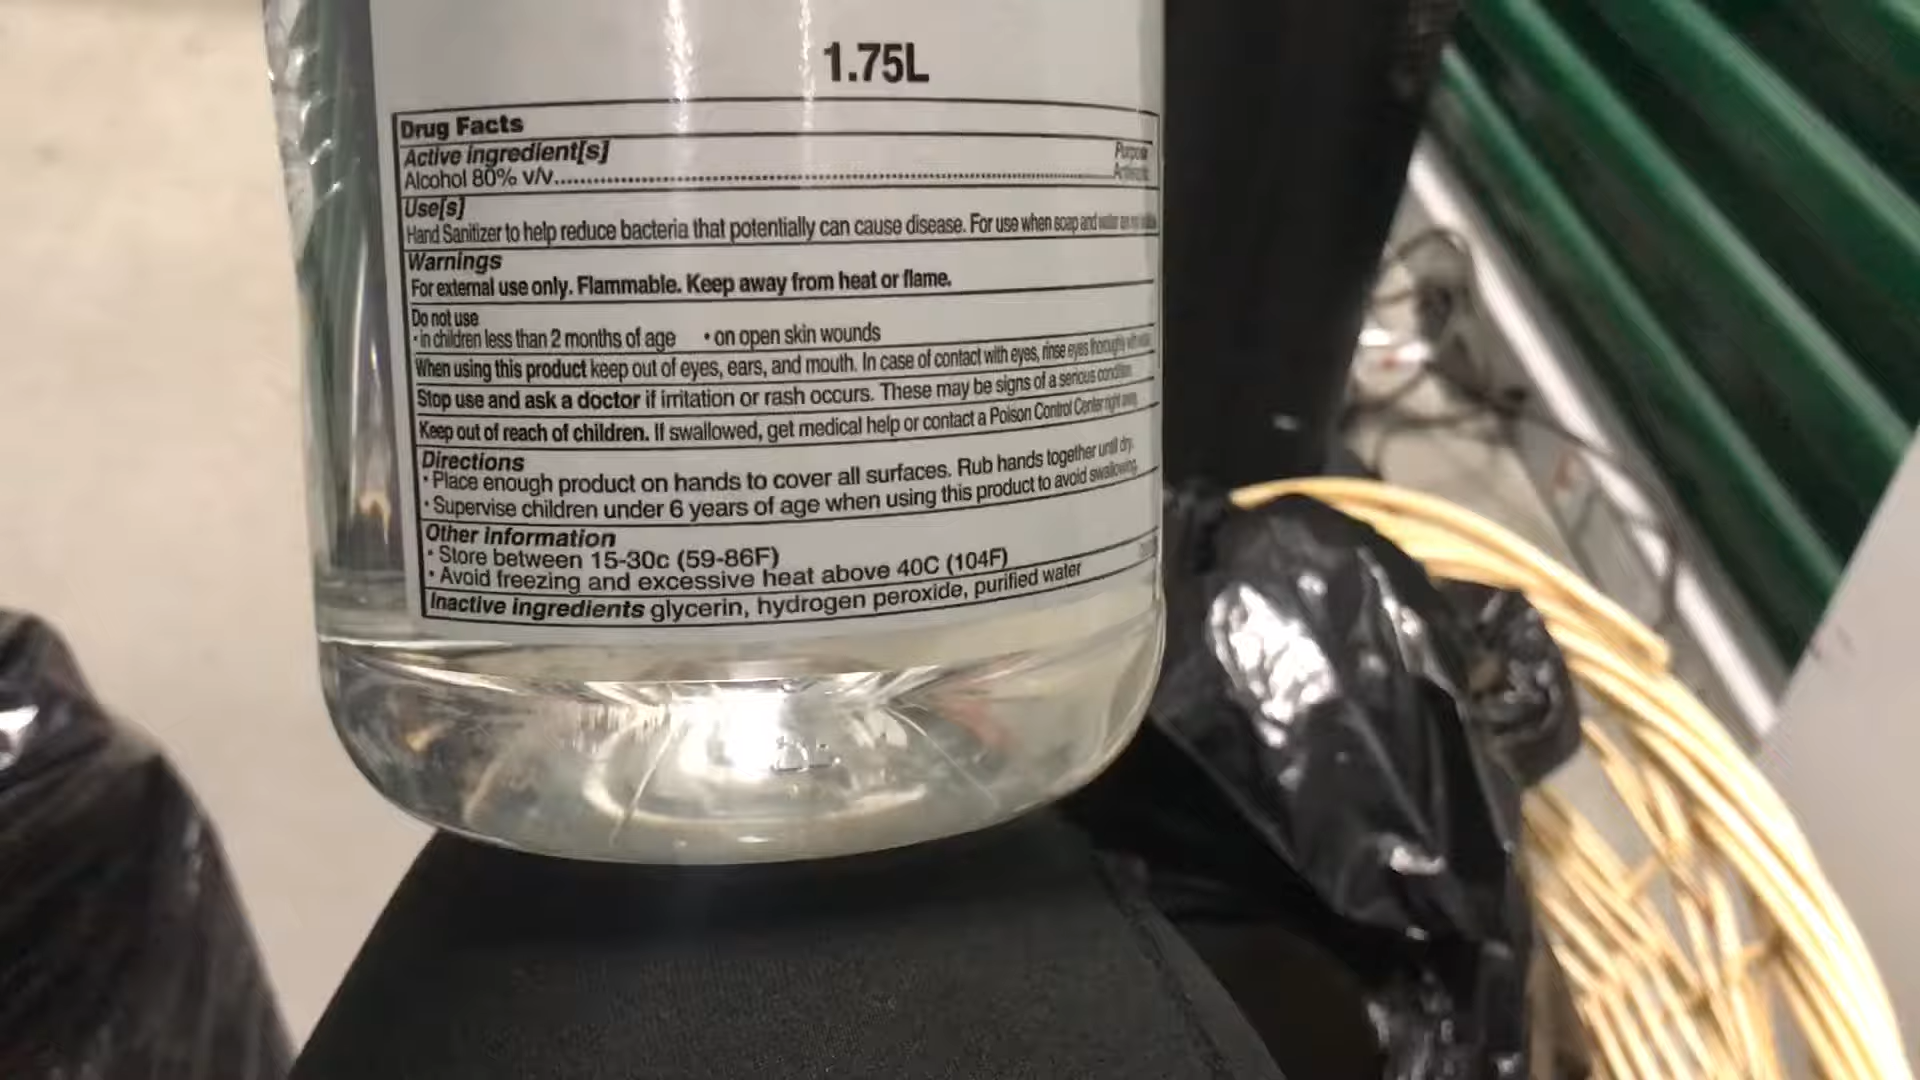 1.75L
Drug Facts
Active ingredient[s]
Purpose
Alcohol 80% v/v
Use[s]
Hand Sanitizer to help reduce bacteria that potentially can cause disease. For use when soap and water are not
Warnings
For external use only. Flammable. Keep away from heat or flame.
Do not use
• in children less than 2 months of age • on open skin wounds
When using this product keep out of eyes, ears, and mouth. In case of contact with eyes, rinse eyes thoroughly with
Stop use and ask a doctor if irritation or rash occurs. These may be signs of a serious condition.
Keep out of reach of children. If swallowed, get medical help or contact a Poison Control Center right away.
Directions
• Place enough product on hands to cover all surfaces. Rub hands together until dry.
• Supervise children under 6 years of age when using this product to avoid swallowing.
Other information
• Store between 15-30c (59-86F)
• Avoid freezing and excessive heat above 40C (104F)
Inactive ingredients glycerin, hydrogen peroxide, purified water